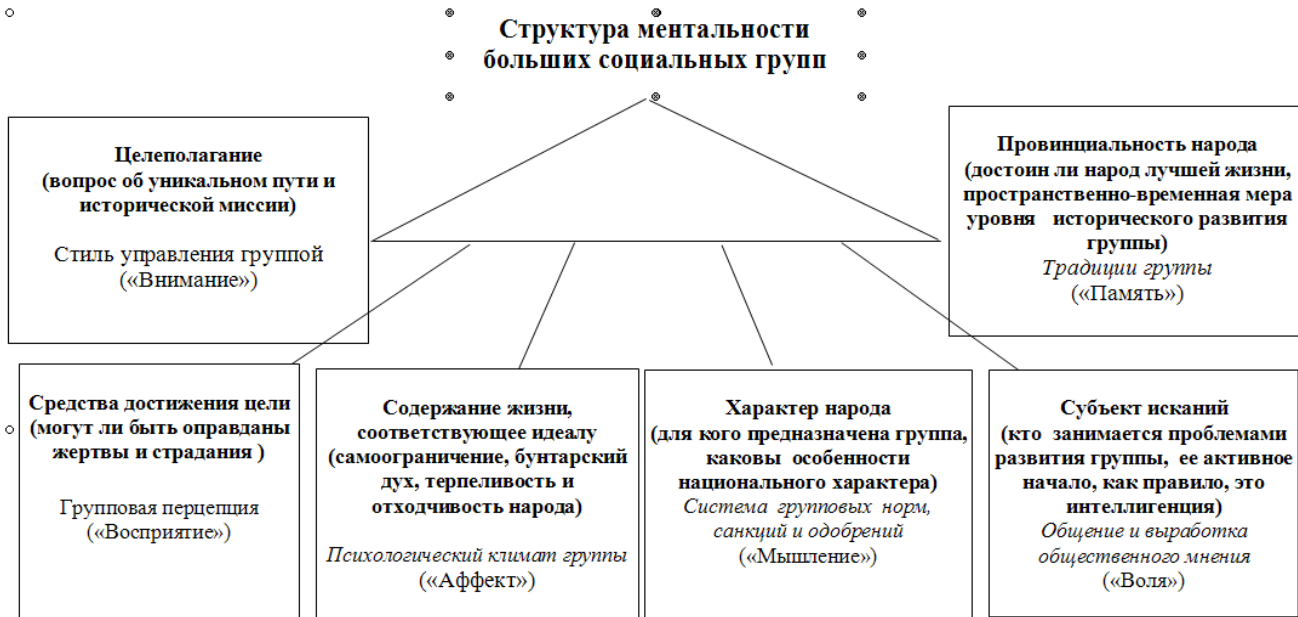 Структура ментальности
больших социальных групп
Целеполагание
(вопрос об уникальном пути и
исторической миссии)
Стиль управления группой
(«Внимание»)
Провинциальность народа
(достоин ли народ лучшей жизни,
пространственно-временная мера
уровня исторического развития
группы)
Традиции группы
(«Память»)
Средства достижения цели
(могут ли быть оправданы
жертвы и страдания )
Групповая перцепция
(«Восприятие»)
Содержание жизни,
соответствующее идеалу
(самоограничение, бунтарский
дух, терпеливость и
отходчивость народа)
Психологический климат группы
(«Аффект»)
Характер народа
(для кого предназначена группа,
каковы особенности
национального характера)
Система групповых норм,
санкций и одобрений
(«Мышление»)
Субъект исканий
(кто занимается проблемами
развития группы, ее активное
начало, как правило, это
интеллигенция)
Общение и выработка
общественного мнения
(«Воля»)